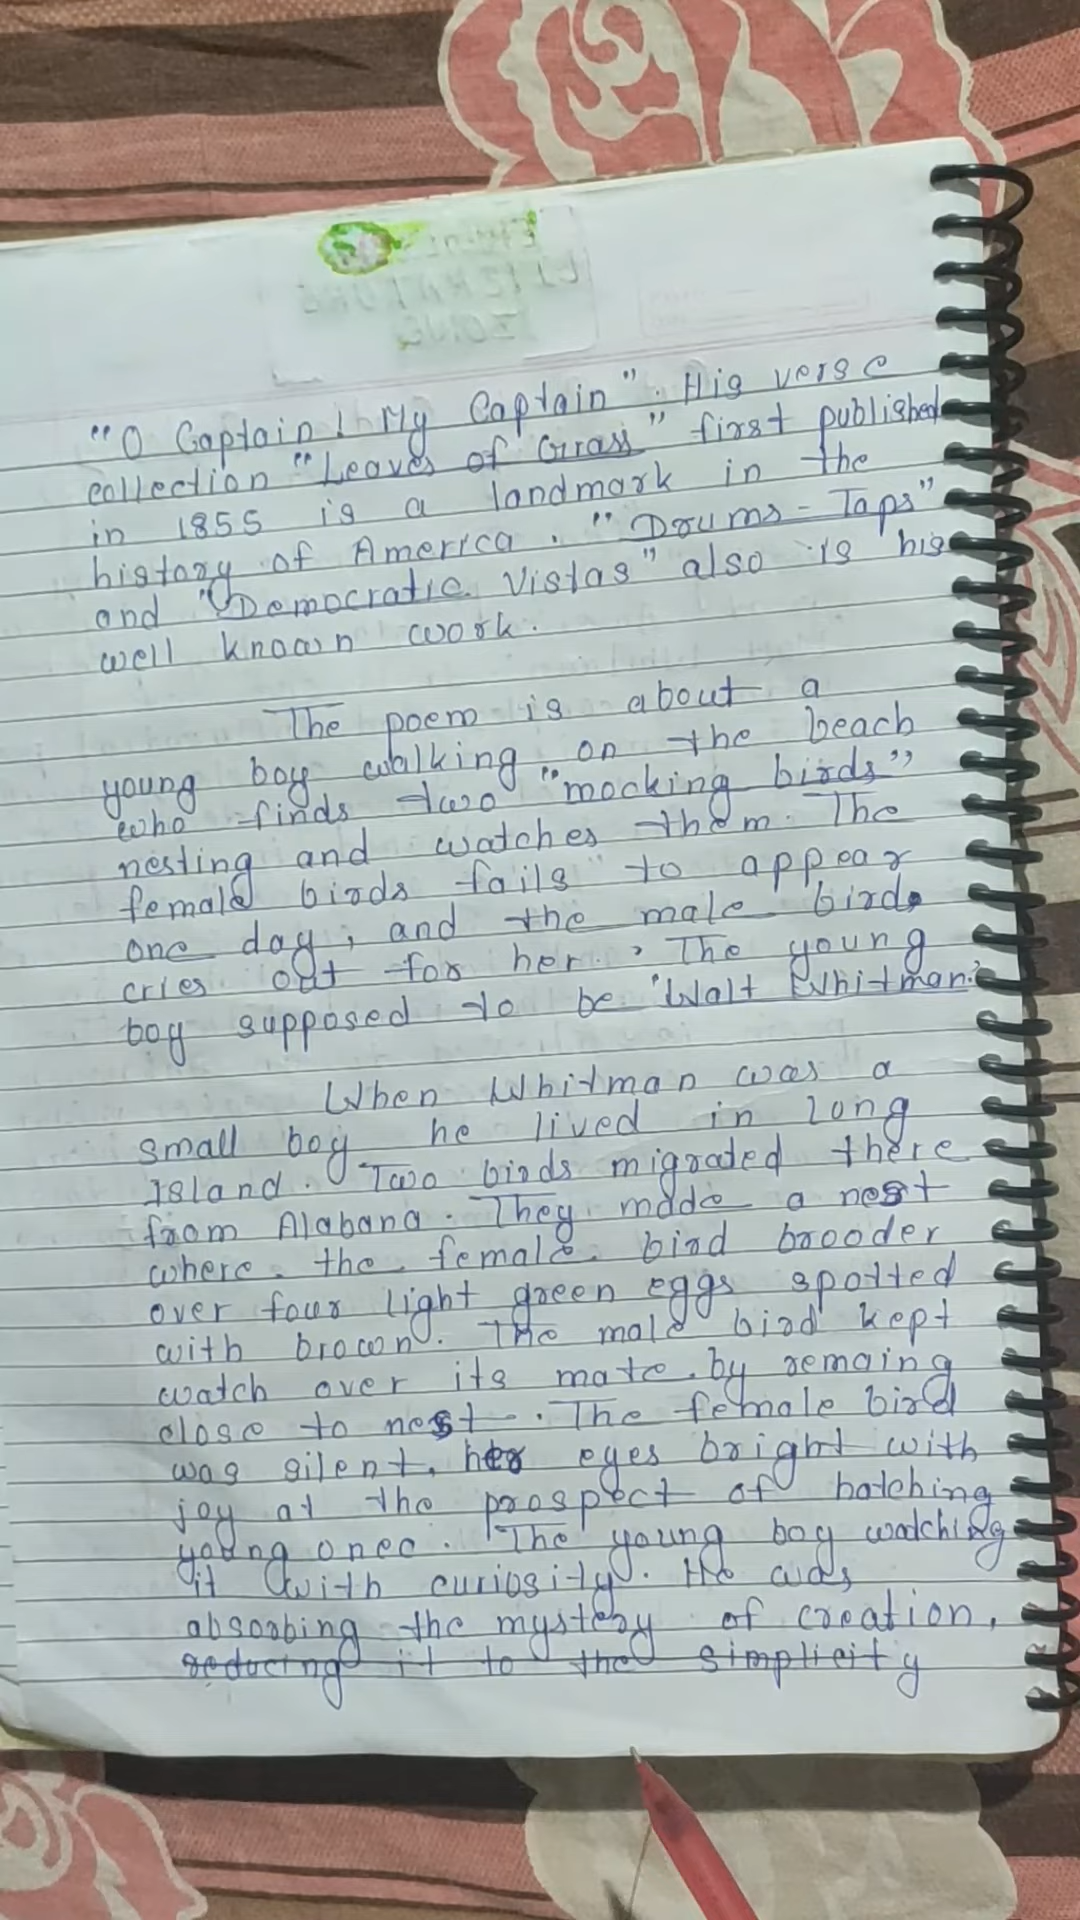 "O Captain! My Captain". His verse
collection "Leaves of Grass" first published
in 1855 is a landmark in the
history of America. "Drums-Taps"
and "Democratic Vistas" also is his
well known work.
The poem is about a
young boy walking on the beach
who finds two "mocking birds"
nesting and watches them. The
female birds fails to appear
one day, and the male bird
cries out for her. The young
boy supposed to be 'Walt Whitman.'
When Whitman was a
small boy he lived in long
Island. Two birds migrated there
from Alabana. They made a nest
where the female bird brooder
over four light green eggs spotted
with brown. The male bird kept
watch over its mate by remaing
close to nest. The female bird
was silent, her eyes bright with
joy at the prospect of hatching
young once. The young boy watching
it with curiosity. He was
absorbing the mystery of creation,
reducing it to the simplicity